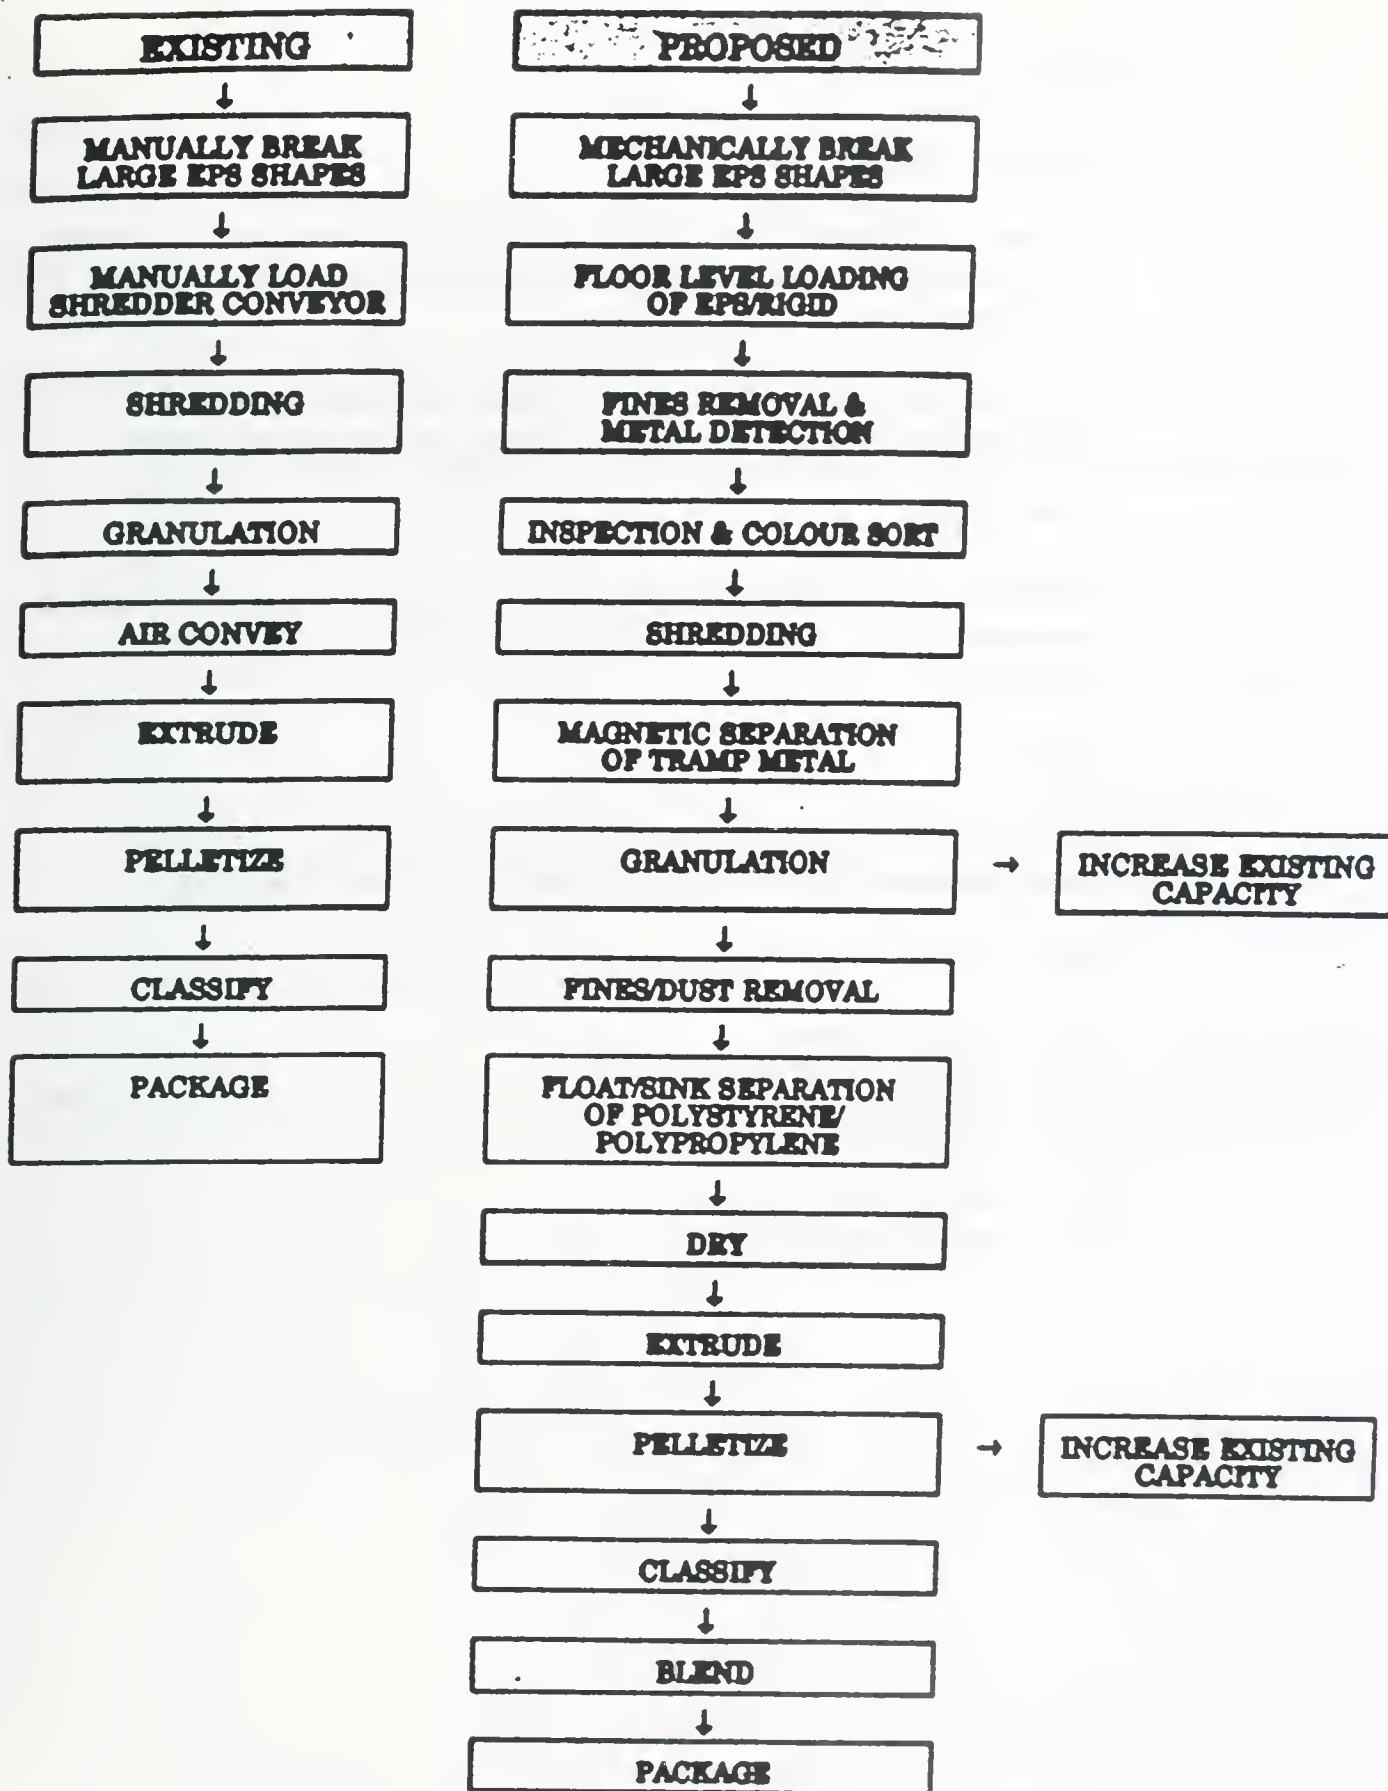 EXISTING
MANUALLY BREAK
LARGE EPS SHAPES
MANUALLY LOAD
SHREDDER CONVEYOR
SHREDDING
GRANULATION
AIR CONVEY
EXTRUDE
PELLETIZE
CLASSIFY
PACKAGE
PROPOSED
MECHANICALLY BREAK
LARGE EPS SHAPES
FLOOR LEVEL LOADING
OF EPS/RIGID
FINES REMOVAL &
METAL DETECTION
INSPECTION & COLOUR SORT
SHREDDING
MAGNETIC SEPARATION
OF TRAMP METAL
GRANULATION
INCREASE EXISTING
CAPACITY
FINES/DUST REMOVAL
FLOAT/SINK SEPARATION
OF POLYSTYRENE/
POLYPROPYLENE
DRY
EXTRUDE
PELLETIZE
INCREASE EXISTING
CAPACITY
CLASSIFY
BLEND
PACKAGE